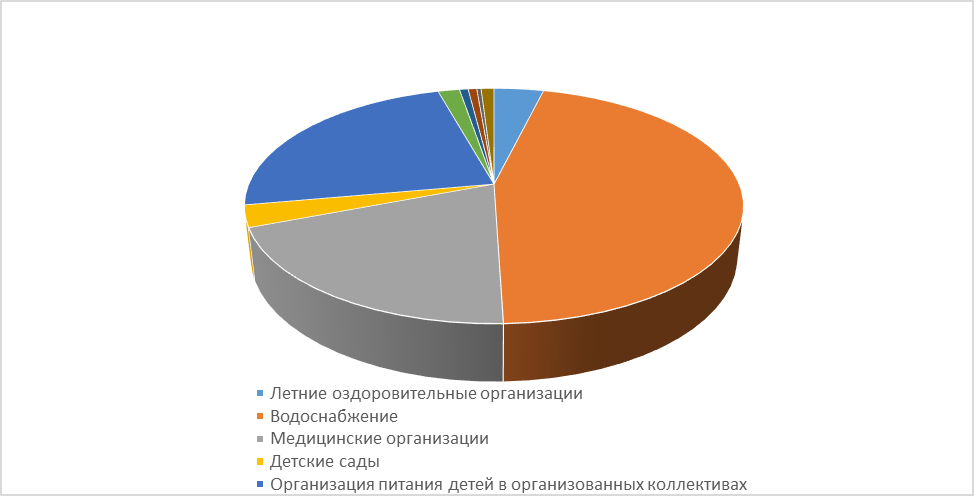 Летние оздоровительные организации
Водоснабжение
Медицинские организации
Детские сады
Организация питания детей в организованных коллективах